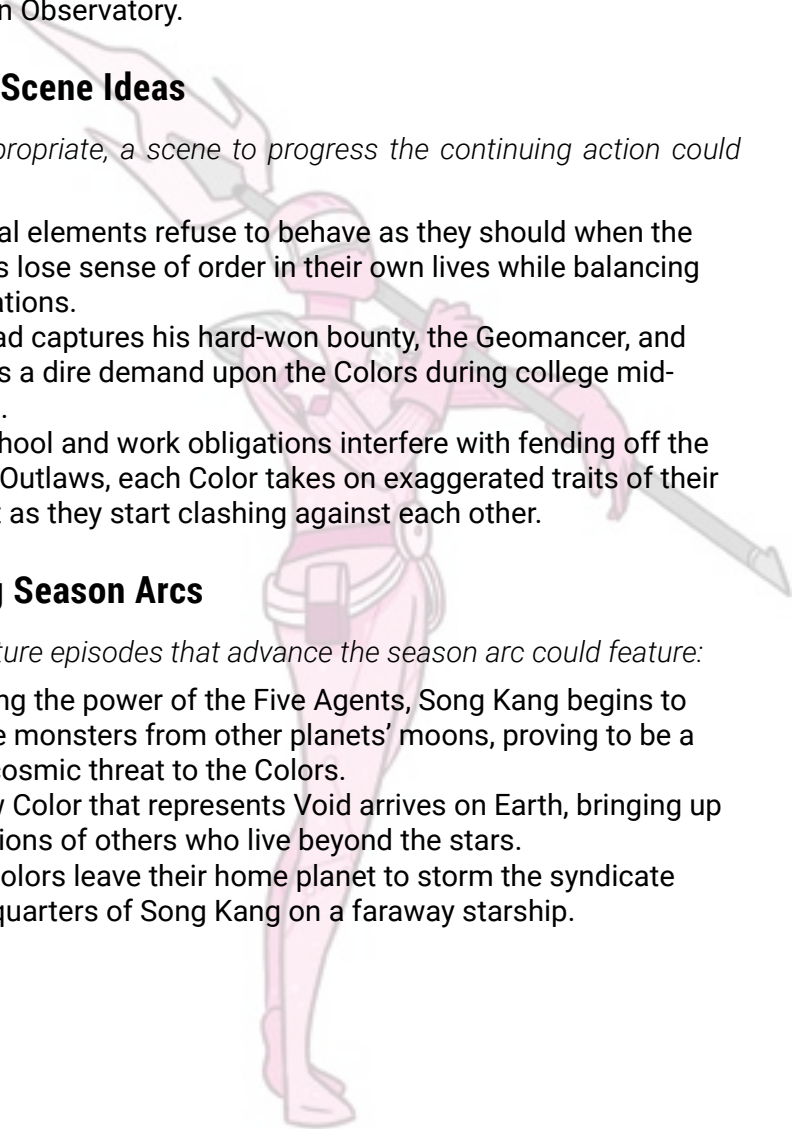 n Observatory.
Scene Ideas
propriate, a scene to progress the continuing action could
al elements refuse to behave as they should when the
s lose sense of order in their own lives while balancing
ations.
ad captures his hard-won bounty, the Geomancer, and
s a dire demand upon the Colors during college mid-
.
hool and work obligations interfere with fending off the
Outlaws, each Color takes on exaggerated traits of their
t as they start clashing against each other.
g Season Arcs
ture episodes that advance the season arc could feature:
ng the power of the Five Agents, Song Kang begins to
e monsters from other planets’ moons, proving to be a
cosmic threat to the Colors.
w Color that represents Void arrives on Earth, bringing up
tions of others who live beyond the stars.
olors leave their home planet to storm the syndicate
quarters of Song Kang on a faraway starship.